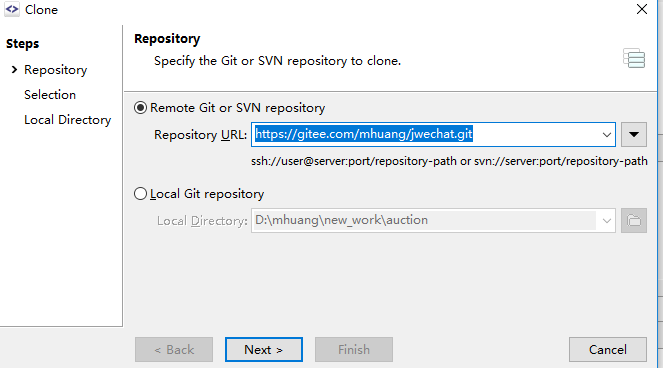 Clone
Steps
Repository
Selection
Local Directory
Repository
Specify the Git or SVN repository to clone.
Remote Git or SVN repository
Repository URL: https://gitee.com/mhuang/jwechat.git
ssh://user@server:port/repository-path or svn://server:port/repository-path
Local Git repository
Local Directory: D:\mhuang\new_work\auction
< Back Next > Finish Cancel